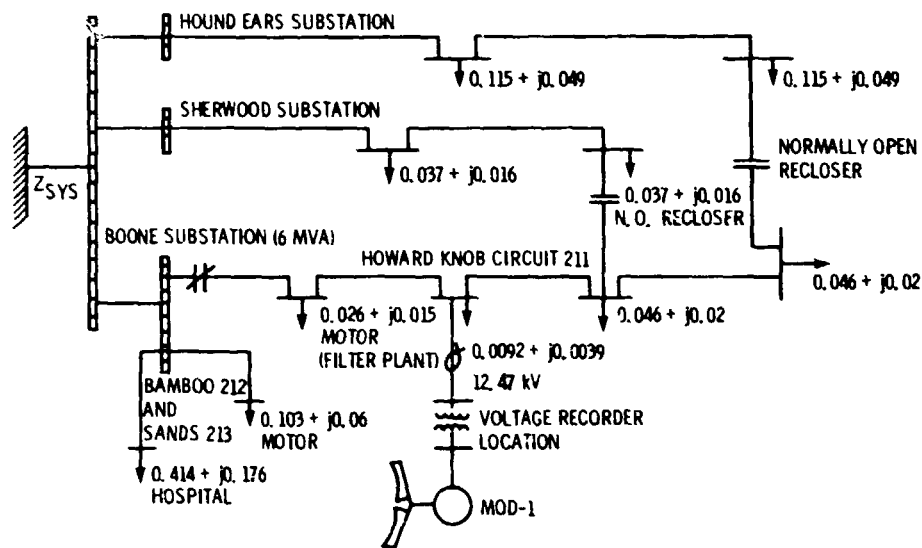 HOUND EARS SUBSTATION
0.115 + j0.049
0.115 + j0.049
SHERWOOD SUBSTATION
NORMALLY OPEN
RECLOSER
ZSYS
0.037 + j0.016
0.037 + j0.016
N.O. RECLOSER
BOONE SUBSTATION (6 MVA)
HOWARD KNOB CIRCUIT 211
0.046 + j0.02
0.026 + j0.015
MOTOR
(FILTER PLANT)
0.046 + j0.02
0.0092 + j0.0039
12.47 kV
BAMBOO 212
AND
SANDS 213
0.103 + j0.06
MOTOR
VOLTAGE RECORDER
LOCATION
0.414 + j0.176
HOSPITAL
MOD-1